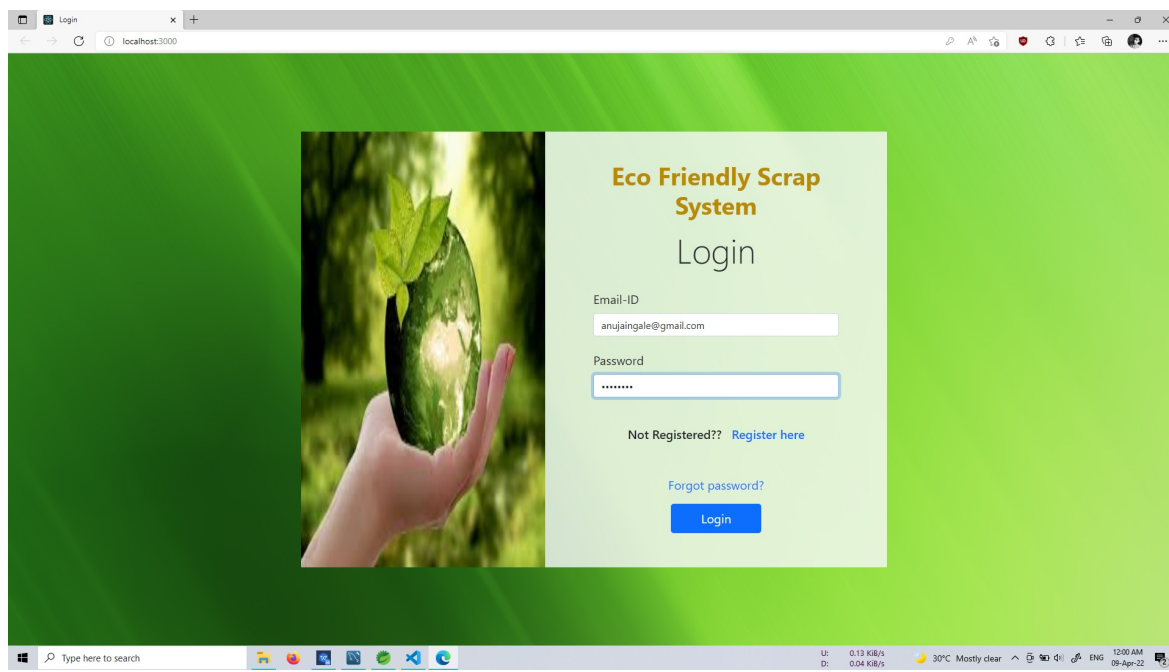 Login
localhost:3000
Eco Friendly Scrap
System
Login
Email-ID
anujaingale@gmail.com
Password
••••••••
Not Registered?? Register here
Forgot password?
Login
Type here to search
U: 0.13 KiB/s
D: 0.04 KiB/s
30°C Mostly clear
ENG
12:00 AM
09-Apr-22